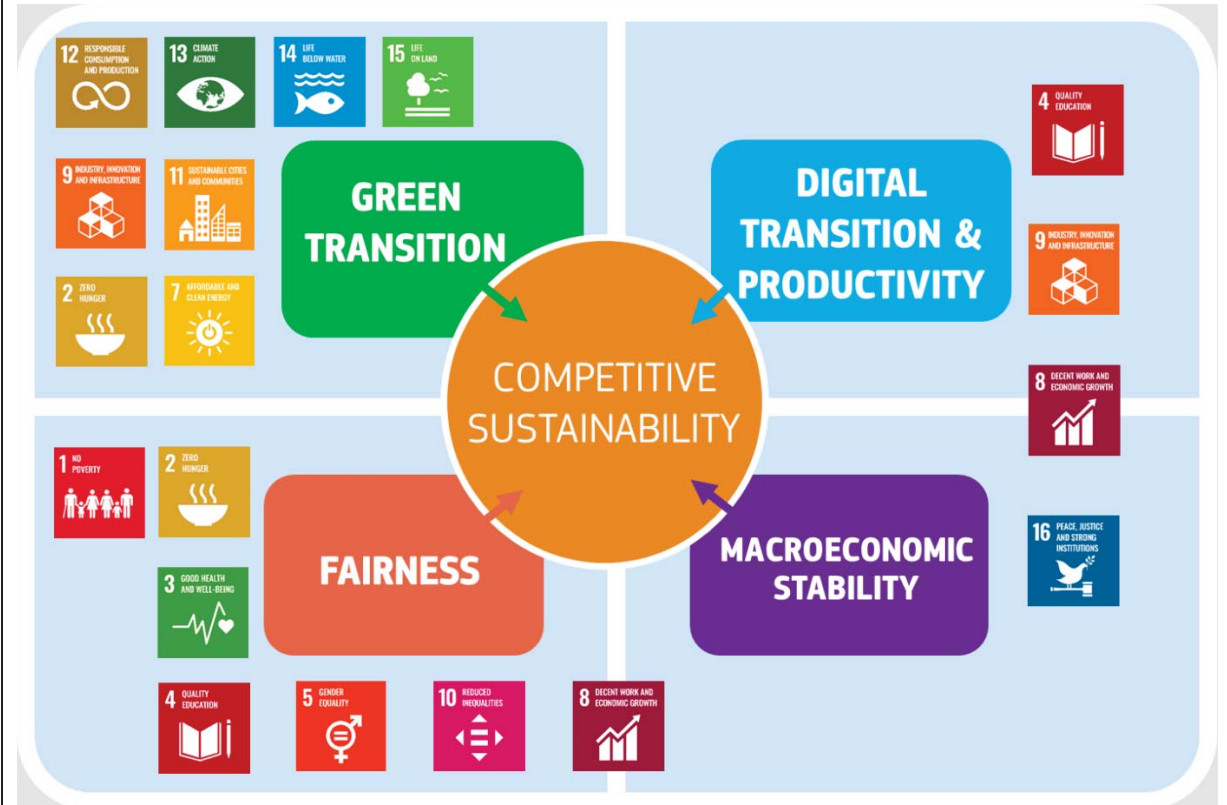 12 RESPONSIBLE
CONSUMPTION
AND PRODUCTION
13 CLIMATE
ACTION
14 LIFE
BELOW WATER
15 LIFE
ON LAND
9 INDUSTRY, INNOVATION
AND INFRASTRUCTURE
11 SUSTAINABLE CITIES
AND COMMUNITIES
2 ZERO
HUNGER
7 AFFORDABLE AND
CLEAN ENERGY
GREEN
TRANSITION
DIGITAL
TRANSITION &
PRODUCTIVITY
4 QUALITY
EDUCATION
9 INDUSTRY, INNOVATION
AND INFRASTRUCTURE
8 DECENT WORK AND
ECONOMIC GROWTH
COMPETITIVE
SUSTAINABILITY
1 NO
POVERTY
2 ZERO
HUNGER
3 GOOD HEALTH
AND WELL-BEING
FAIRNESS
4 QUALITY
EDUCATION
5 GENDER
EQUALITY
10 REDUCED
INEQUALITIES
8 DECENT WORK AND
ECONOMIC GROWTH
MACROECONOMIC
STABILITY
16 PEACE, JUSTICE
AND STRONG
INSTITUTIONS